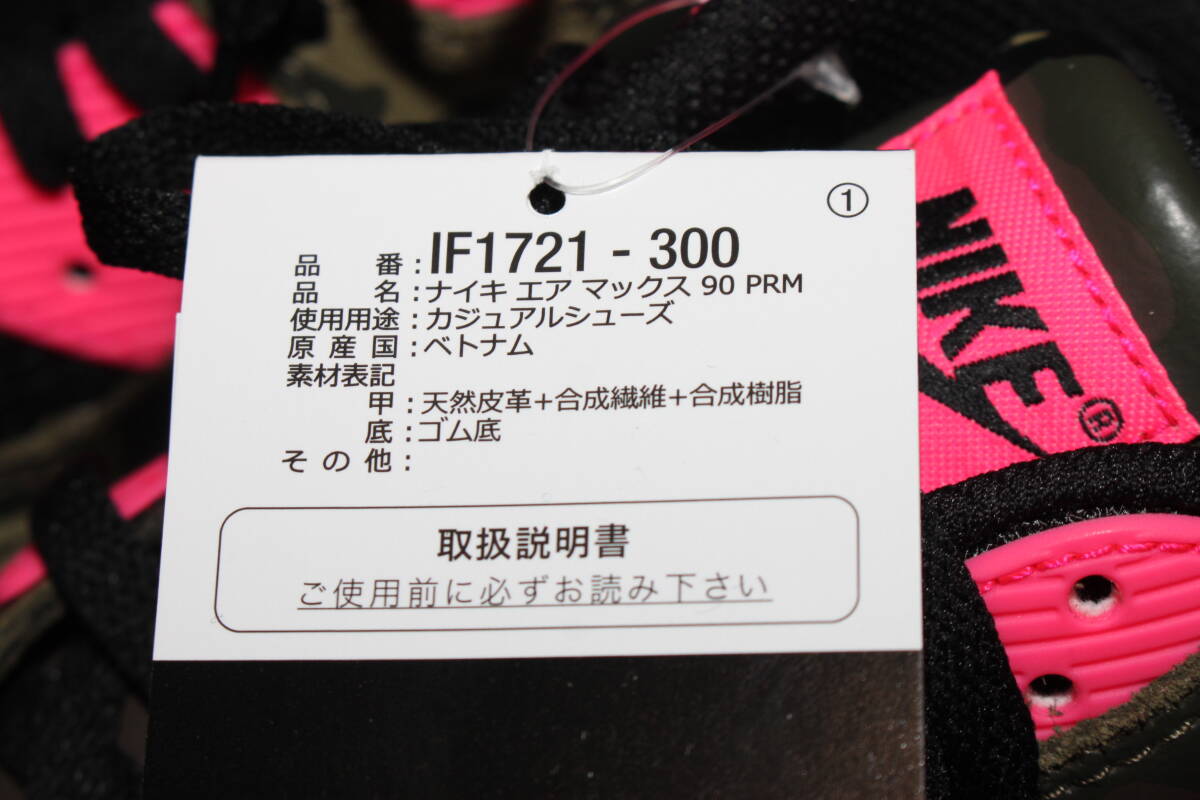 ①
品番:IF1721 - 300
品名:ナイキ エア マックス 90 PRM
使用用途:カジュアルシューズ
原産国:ベトナム
素材表記
甲:天然皮革+合成繊維+合成樹脂
底:ゴム底
その他:
取扱説明書
ご使用前に必ずお読み下さい
NIKE®